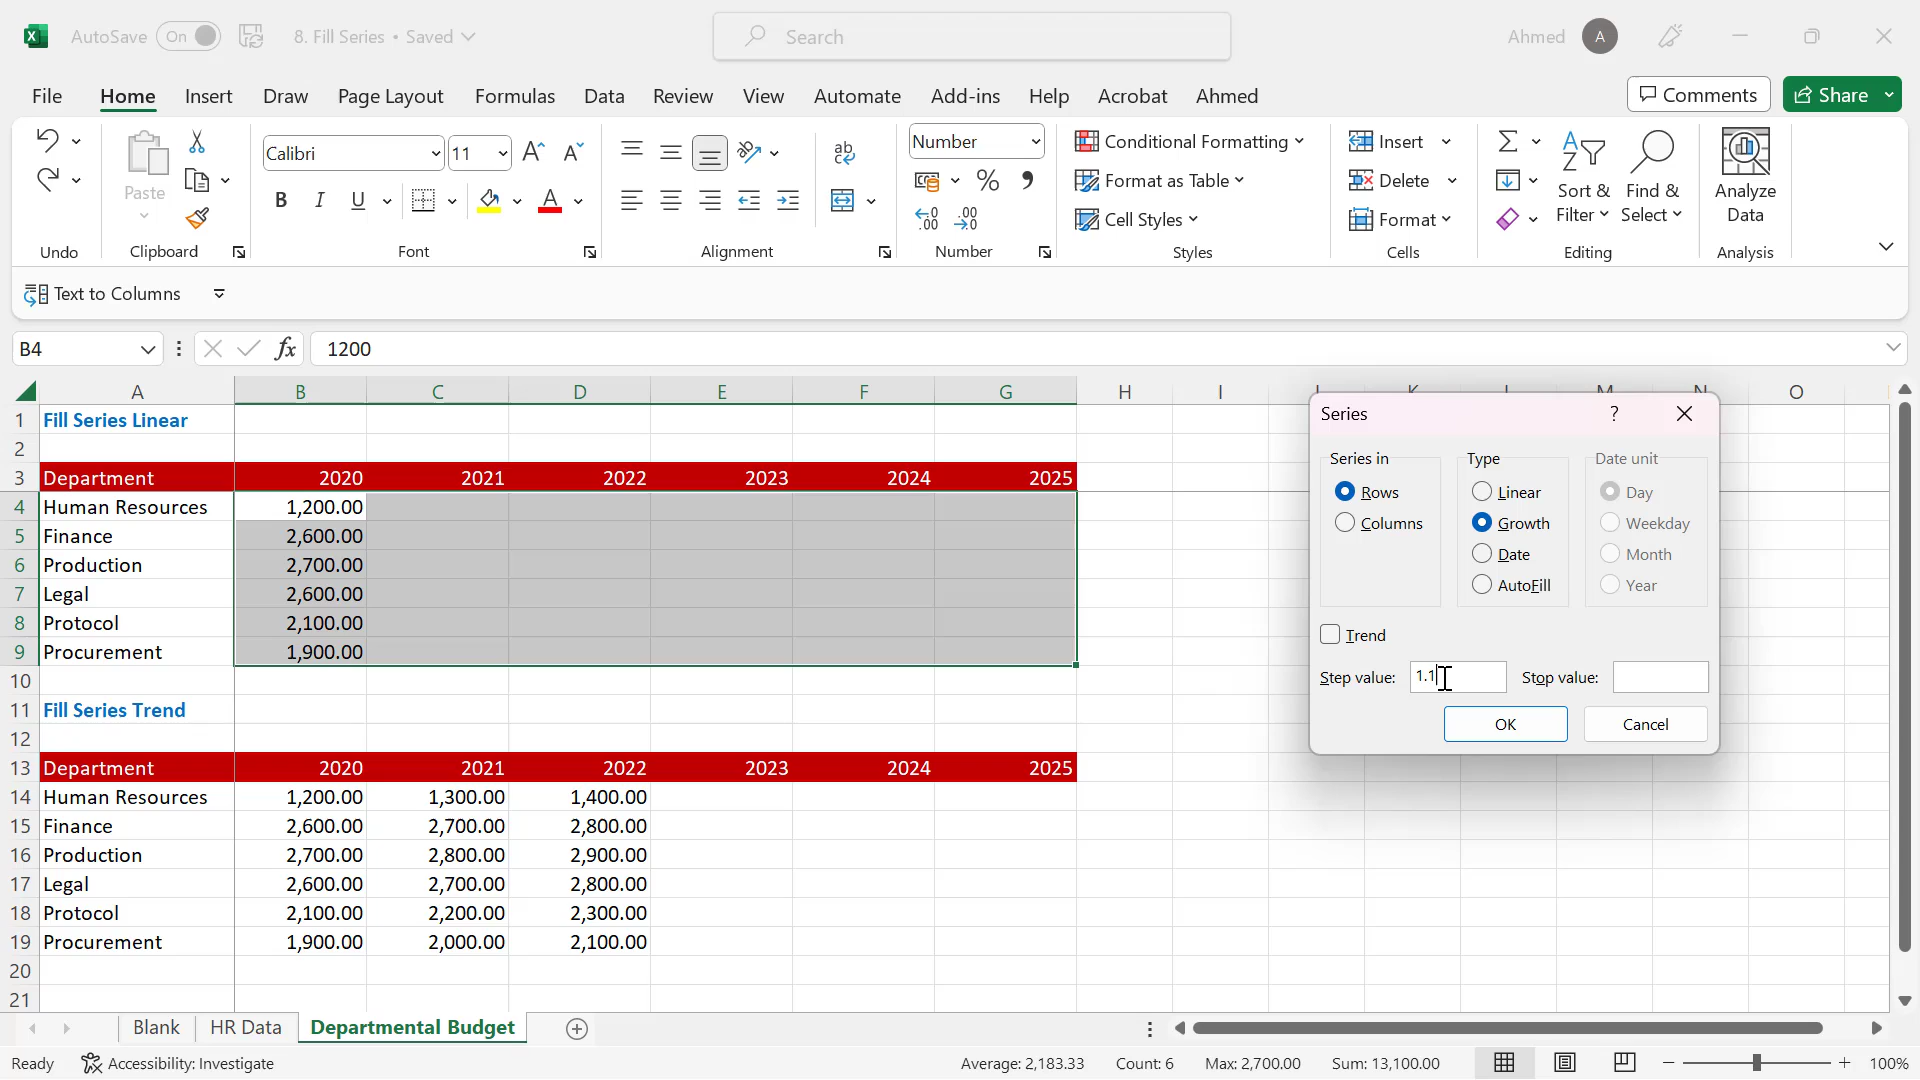 AutoSave On 8. Fill Series • Saved Search Ahmed A
File Home Insert Draw Page Layout Formulas Data Review View Automate Add-ins Help Acrobat Ahmed Comments Share
Calibri 11 Number Conditional Formatting Insert
Paste ab Format as Table Delete Sort & Filter Find & Select Analyze Data
B I U A Cell Styles Format
Undo Clipboard Font Alignment Number Styles Cells Editing Analysis
Text to Columns
B4 fx 1200
A B C D E F G H I J K L M N O
1 Fill Series Linear
2
3 Department 2020 2021 2022 2023 2024 2025
4 Human Resources 1,200.00
5 Finance 2,600.00
6 Production 2,700.00
7 Legal 2,600.00
8 Protocol 2,100.00
9 Procurement 1,900.00
10
11 Fill Series Trend
12
13 Department 2020 2021 2022 2023 2024 2025
14 Human Resources 1,200.00 1,300.00 1,400.00
15 Finance 2,600.00 2,700.00 2,800.00
16 Production 2,700.00 2,800.00 2,900.00
17 Legal 2,600.00 2,700.00 2,800.00
18 Protocol 2,100.00 2,200.00 2,300.00
19 Procurement 1,900.00 2,000.00 2,100.00
20
21
Series ?
Series in Type Date unit
Rows Linear Day
Columns Growth Weekday
Date Month
AutoFill Year
Trend
Step value: 1.1 Stop value:
OK Cancel
Blank HR Data Departmental Budget
Ready Accessibility: Investigate Average: 2,183.33 Count: 6 Max: 2,700.00 Sum: 13,100.00 100%